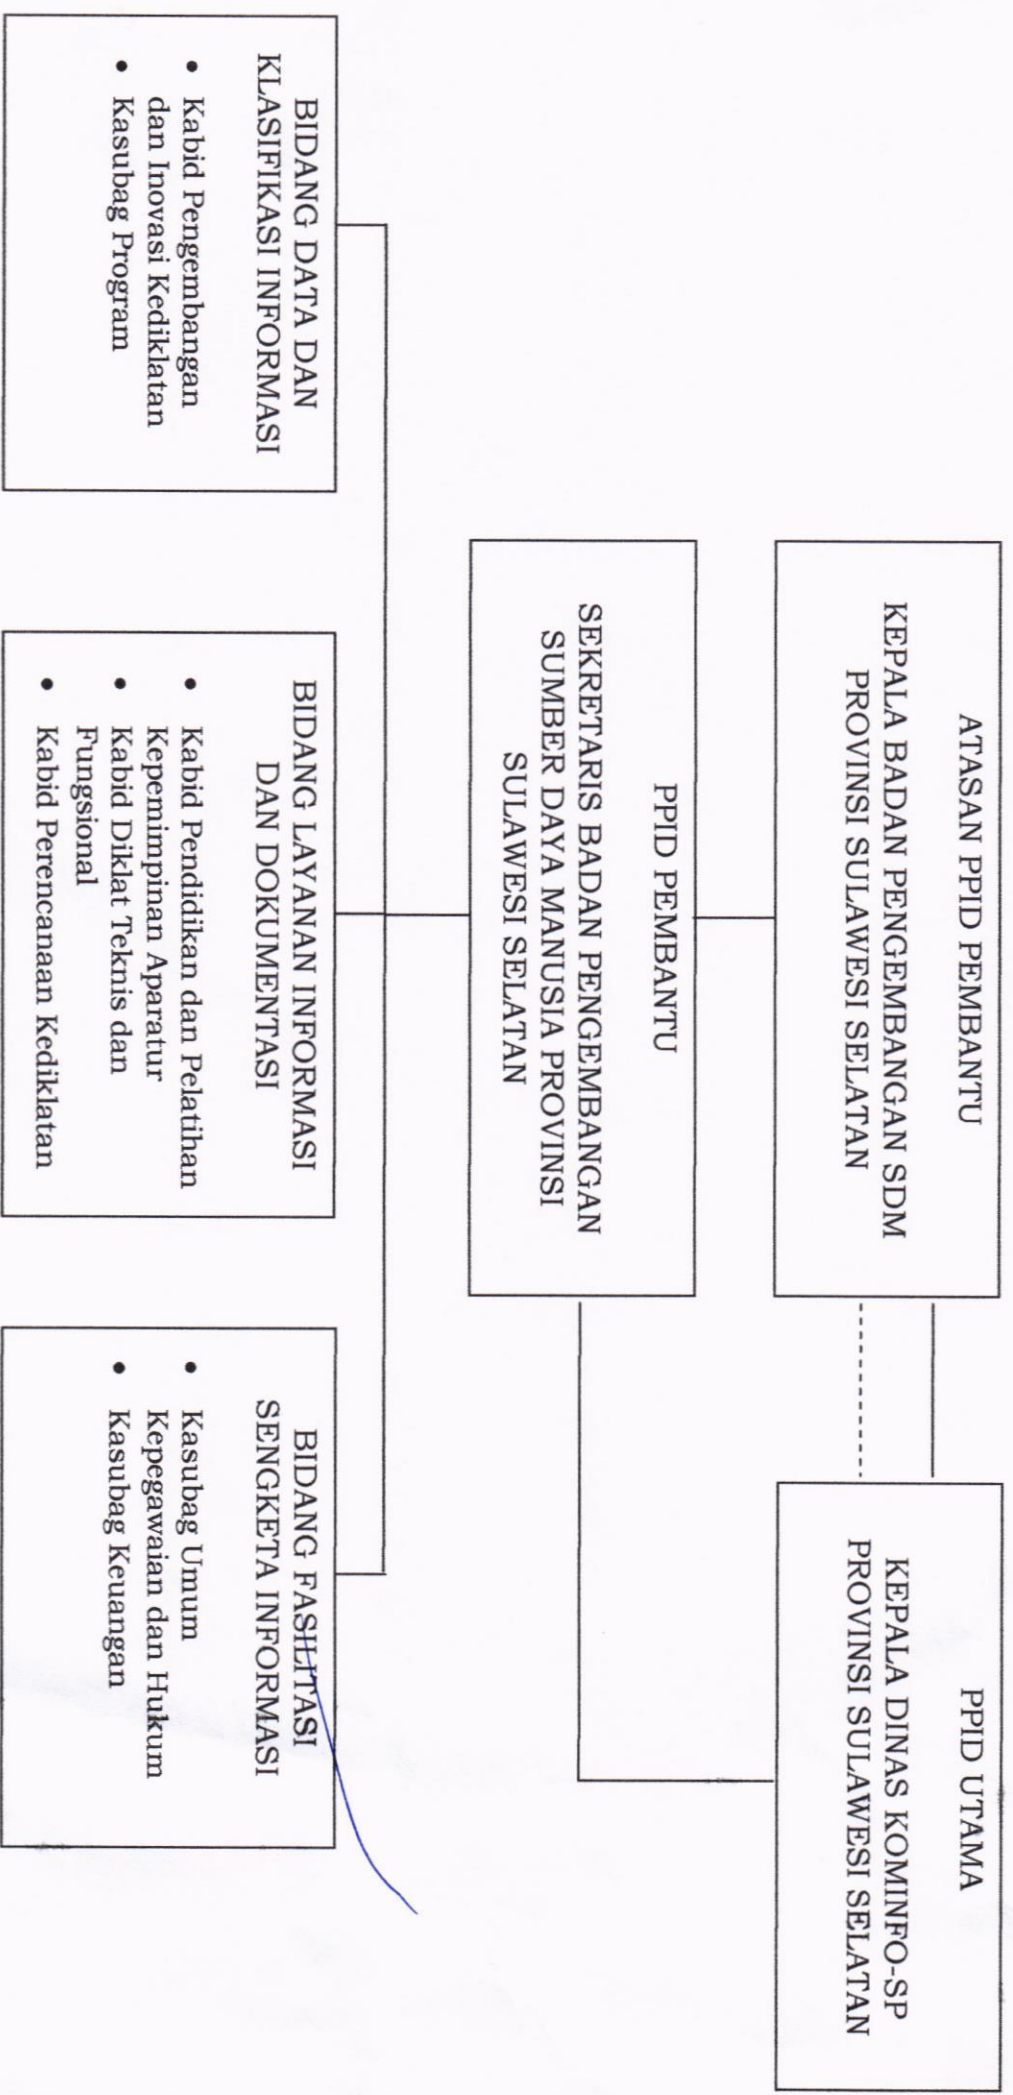 ATASAN PPID PEMBANTU
KEPALA BADAN PENGEMBANGAN SDM
PROVINSI SULAWESI SELATAN
PPID UTAMA
KEPALA DINAS KOMINFO-SP
PROVINSI SULAWESI SELATAN
PPID PEMBANTU
SEKRETARIS BADAN PENGEMBANGAN
SUMBER DAYA MANUSIA PROVINSI
SULAWESI SELATAN
BIDANG DATA DAN
KLASIFIKASI INFORMASI
• Kabid Pengembangan
dan Inovasi Kediklatan
• Kasubag Program
BIDANG LAYANAN INFORMASI
DAN DOKUMENTASI
• Kabid Pendidikan dan Pelatihan
Kepemimpinan Aparatur
• Kabid Diklat Teknis dan
Fungsional
• Kabid Perencanaan Kediklatan
BIDANG FASILITASI
SENGKETA INFORMASI
• Kasubag Umum
Kepegawaian dan Hukum
• Kasubag Keuangan